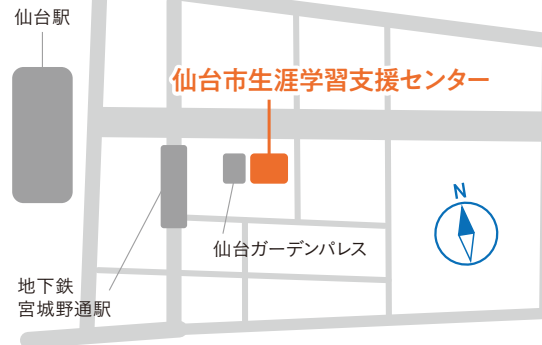 仙台駅
仙台市生涯学習支援センター
N
仙台ガーデンパレス
地下鉄
宮城野通駅